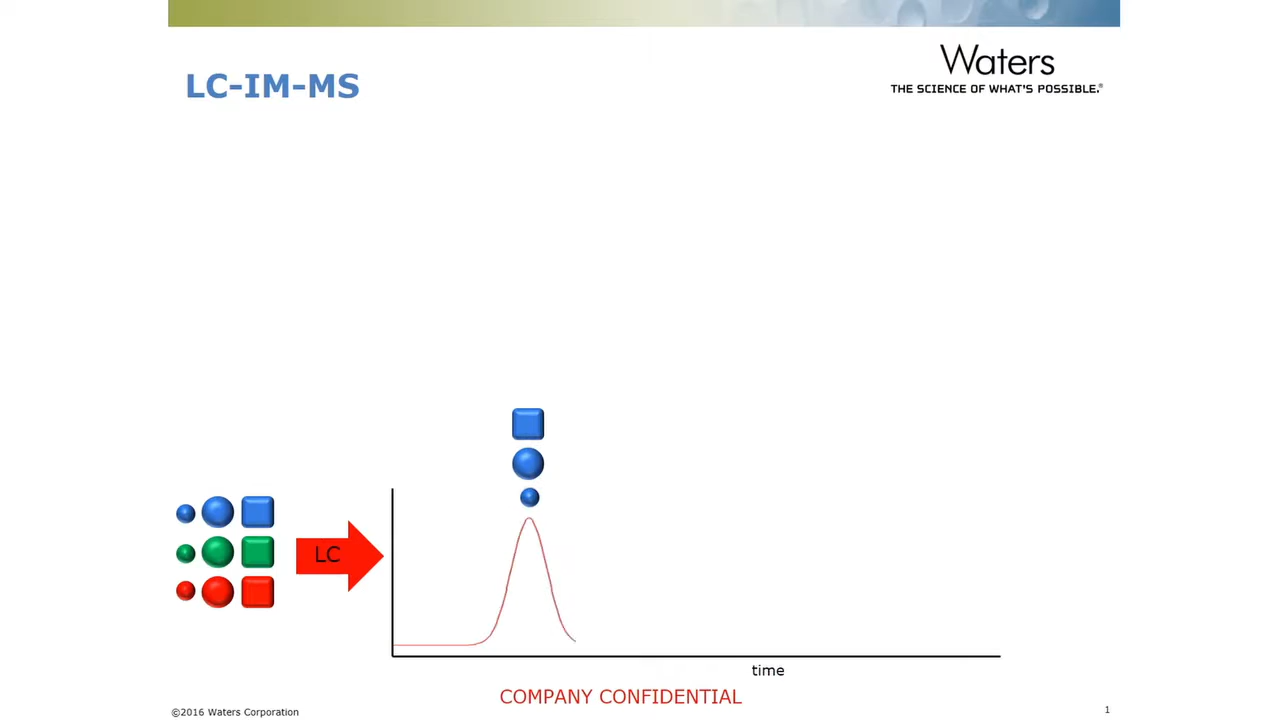 Waters
THE SCIENCE OF WHAT'S POSSIBLE.®
LC-IM-MS
LC
time
COMPANY CONFIDENTIAL
©2016 Waters Corporation
1